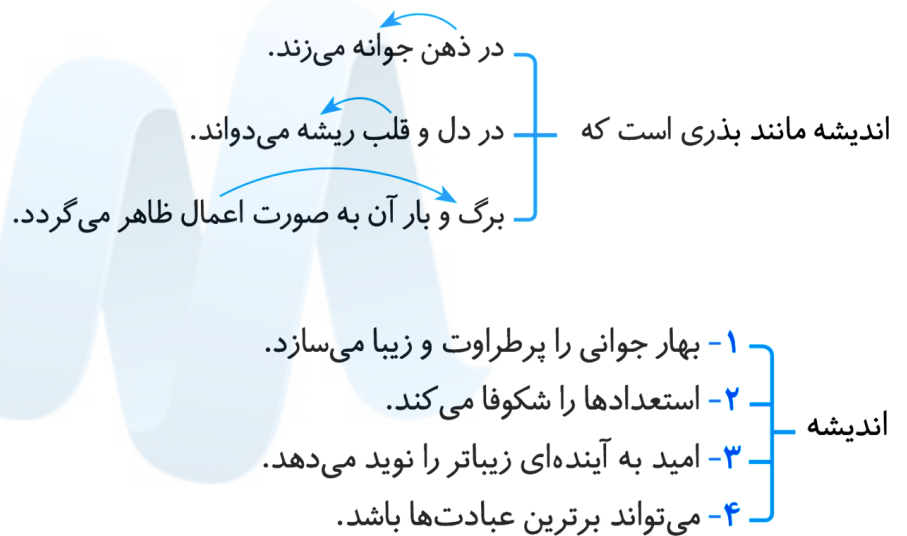 در ذهن جوانه می‌زند.
اندیشه مانند بذری است که
در دل و قلب ریشه می‌دواند.
برگ و بار آن به صورت اعمال ظاهر می‌گردد.
۱- بهار جوانی را پرطراوت و زیبا می‌سازد.
۲- استعدادها را شکوفا می‌کند.
اندیشه
۳- امید به آینده‌ای زیباتر را نوید می‌دهد.
۴- می‌تواند برترین عبادت‌ها باشد.